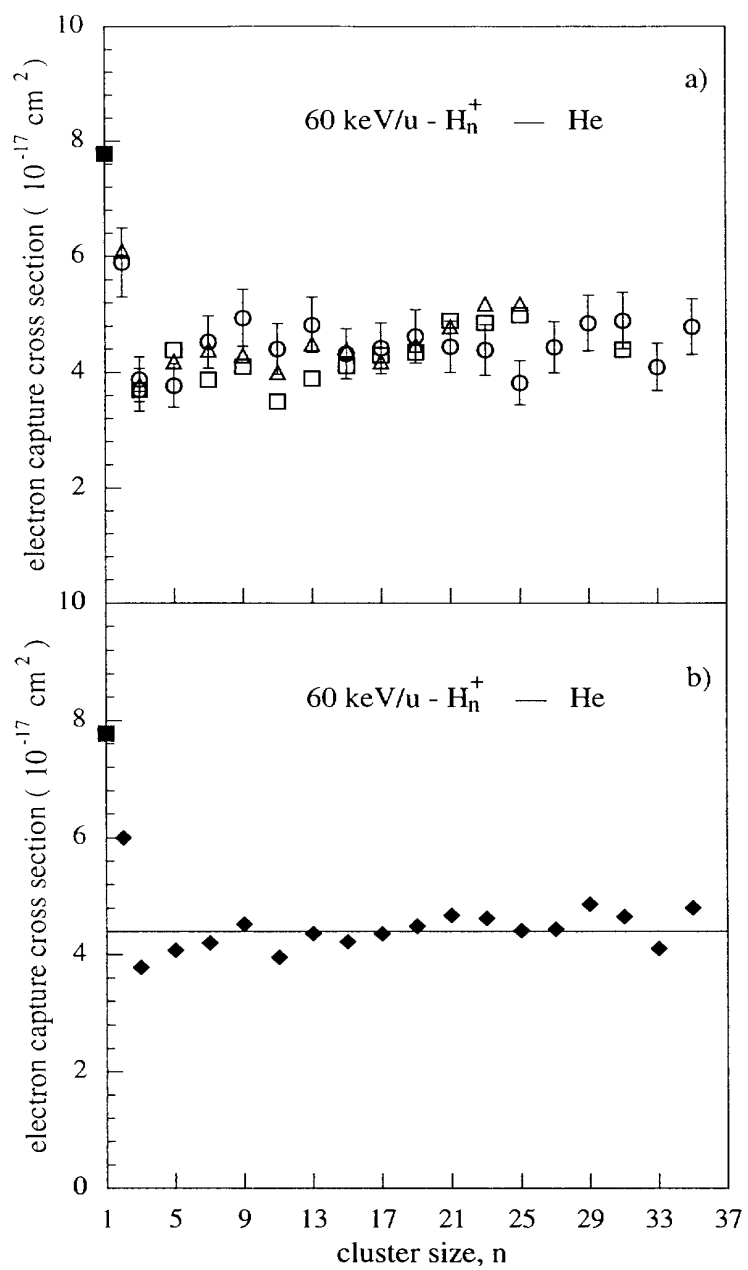 10
a)
60 keV/u - H_n^+ — He
8
6
4
2
electron capture cross section ( 10^-17 cm^2 )
10
b)
60 keV/u - H_n^+ — He
8
6
4
2
0
electron capture cross section ( 10^-17 cm^2 )
1 5 9 13 17 21 25 29 33 37
cluster size, n